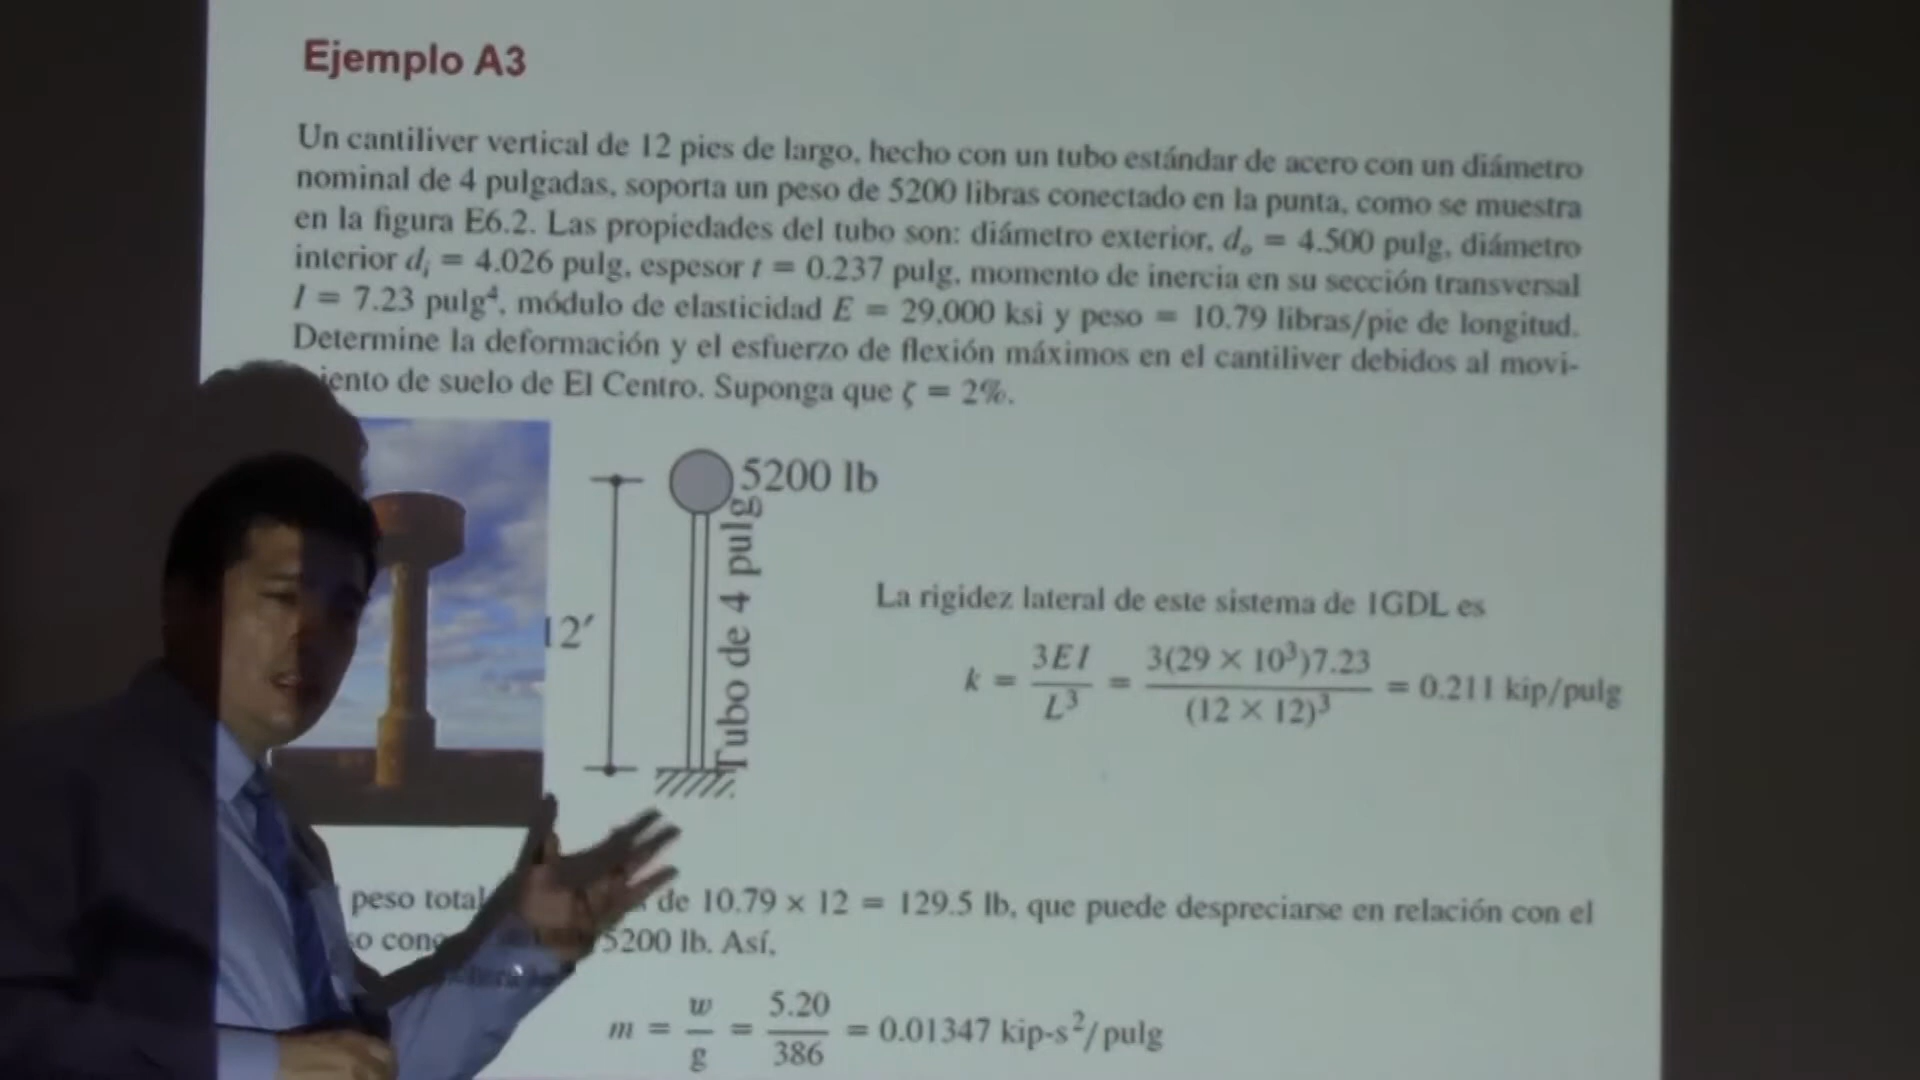 Ejemplo A3
Un cantiliver vertical de 12 pies de largo, hecho con un tubo estándar de acero con un diámetro
nominal de 4 pulgadas, soporta un peso de 5200 libras conectado en la punta, como se muestra
en la figura E6.2. Las propiedades del tubo son: diámetro exterior, dₒ = 4.500 pulg, diámetro
interior dᵢ = 4.026 pulg, espesor t = 0.237 pulg, momento de inercia en su sección transversal
I = 7.23 pulg⁴, módulo de elasticidad E = 29,000 ksi y peso = 10.79 libras/pie de longitud.
Determine la deformación y el esfuerzo de flexión máximos en el cantiliver debidos al movi-
iento de suelo de El Centro. Suponga que ζ = 2%.
5200 lb
Tubo de 4 pulg
12′
La rigidez lateral de este sistema de 1GDL es
k = 3EI / L³ = 3(29 × 10³)7.23 / (12 × 12)³ = 0.211 kip/pulg
peso total de 10.79 × 12 = 129.5 lb, que puede despreciarse en relación con el
5200 lb. Así,
m = w / g = 5.20 / 386 = 0.01347 kip-s²/pulg